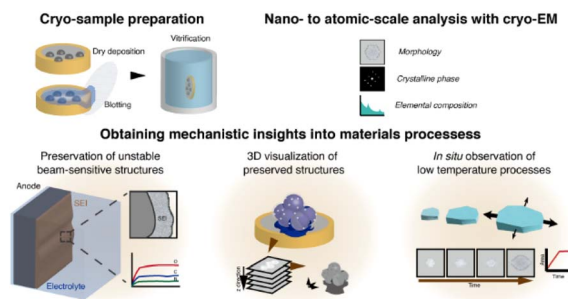 Cryo-sample preparation
Nano- to atomic-scale analysis with cryo-EM
Dry deposition
Vitrification
Blotting
Morphology
Crystalline phase
Elemental composition
Obtaining mechanistic insights into materials processess
Preservation of unstable
beam-sensitive structures
3D visualization of
preserved structures
In situ observation of
low temperature processes
Anode
SEI
SEI
Electrolyte
z-direction
Time